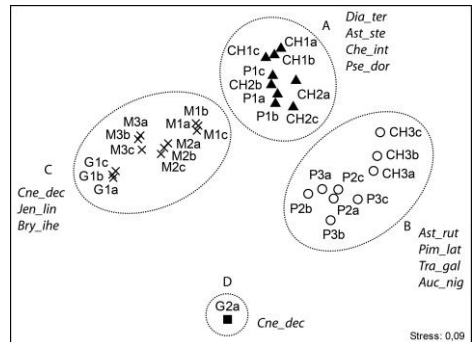 A
Dia_ter
Ast_ste
Che_int
Pse_dor
CH1a
CH1c
CH1b
P1c
CH2b
CH2a
P1a
P1b
CH2c
M1b
M3a
M1a
M3b
M1c
M3c
M2a
M2b
M2c
G1c
G1b
G1a
C
Cne_dec
Jen_lin
Bry_ihe
CH3c
CH3b
P3a
P2c
CH3a
P3c
P2b
P2a
P3b
B
Ast_rut
Pim_lat
Tra_gal
Auc_nig
D
G2a
Cne_dec
Stress: 0,09